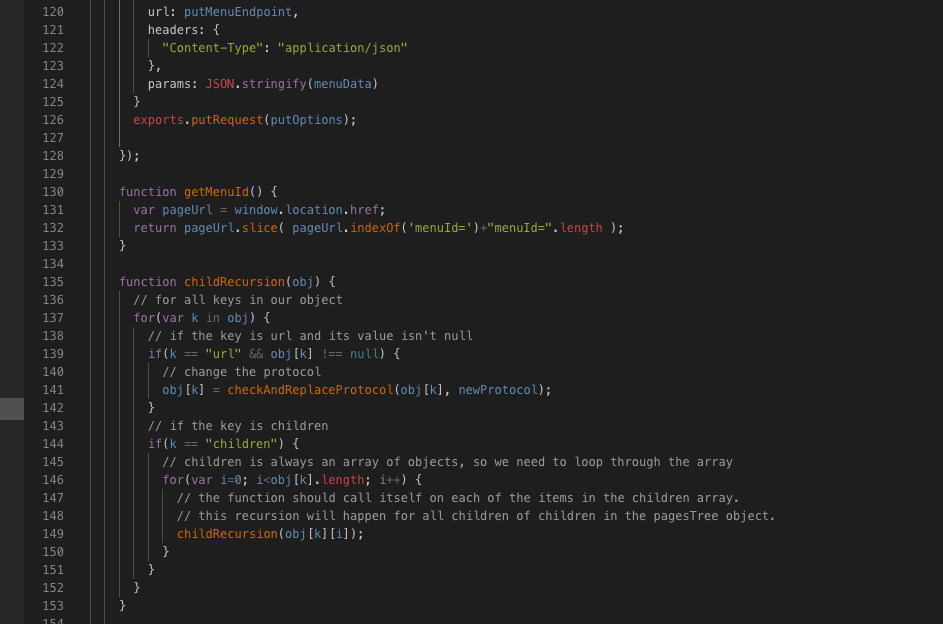 120 url: putMenuEndpoint,
121 headers: {
122 "Content-Type": "application/json"
123 },
124 params: JSON.stringify(menuData)
125 }
126 exports.putRequest(putOptions);
127
128 });
129
130 function getMenuId() {
131 var pageUrl = window.location.href;
132 return pageUrl.slice( pageUrl.indexOf('menuId=')+"menuId=".length );
133 }
134
135 function childRecursion(obj) {
136 // for all keys in our object
137 for(var k in obj) {
138 // if the key is url and its value isn't null
139 if(k == "url" && obj[k] !== null) {
140 // change the protocol
141 obj[k] = checkAndReplaceProtocol(obj[k], newProtocol);
142 }
143 // if the key is children
144 if(k == "children") {
145 // children is always an array of objects, so we need to loop through the array
146 for(var i=0; i<obj[k].length; i++) {
147 // the function should call itself on each of the items in the children array.
148 // this recursion will happen for all children of children in the pagesTree object.
149 childRecursion(obj[k][i]);
150 }
151 }
152 }
153 }
154